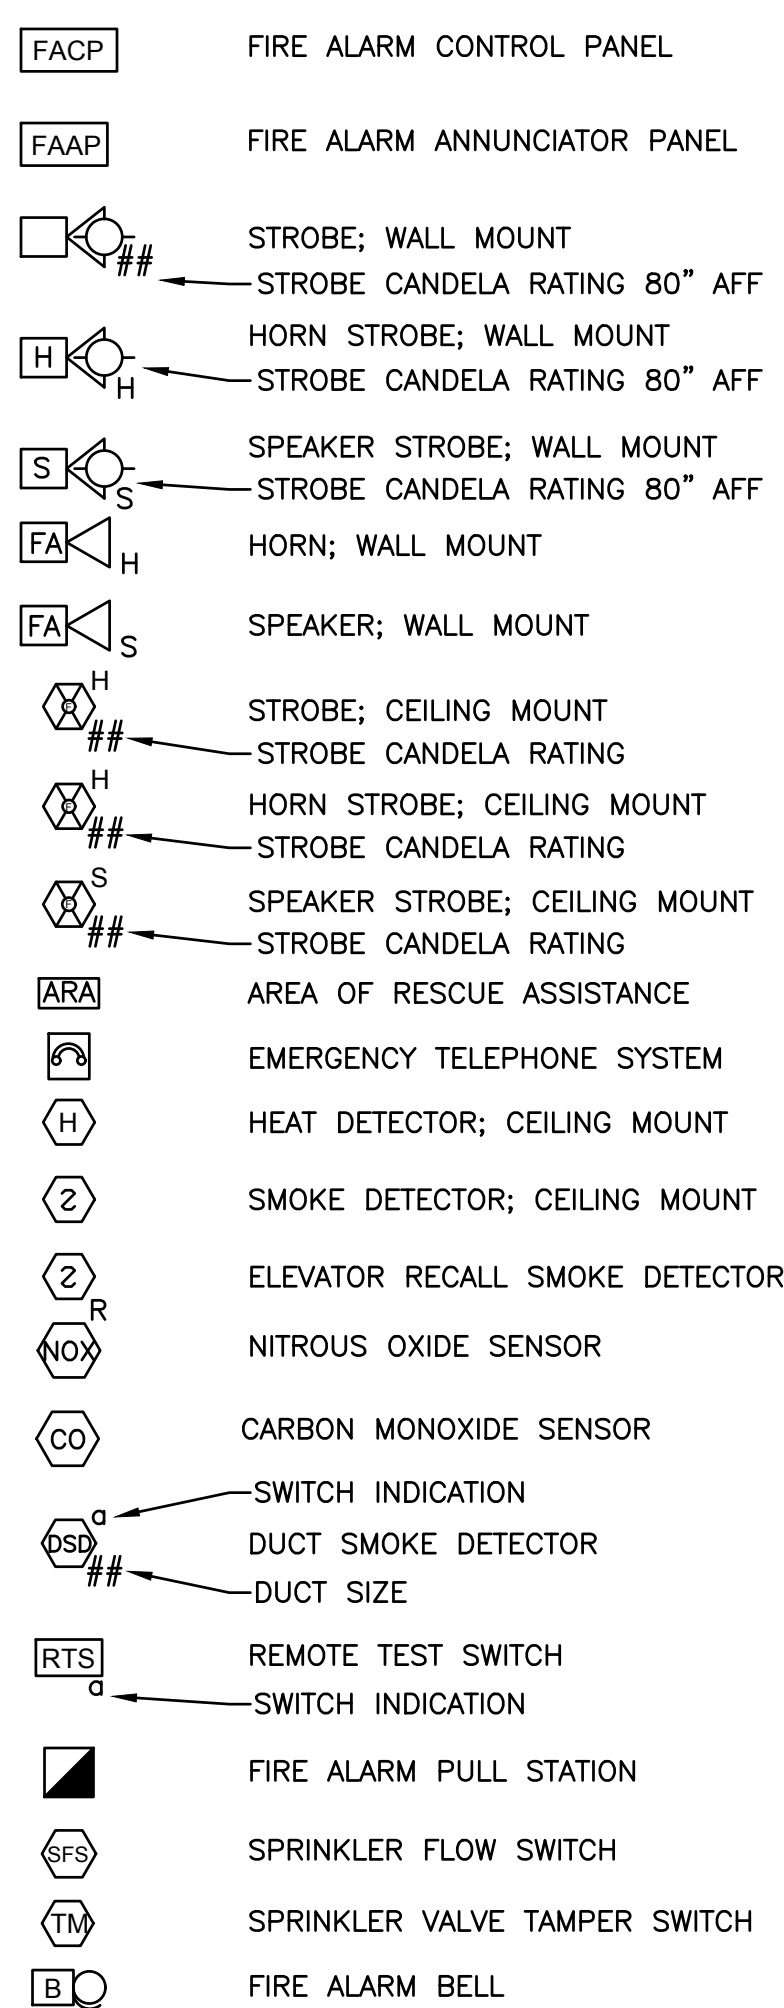 FACP FIRE ALARM CONTROL PANEL
FAAP FIRE ALARM ANNUNCIATOR PANEL
STROBE; WALL MOUNT
## STROBE CANDELA RATING 80" AFF
HORN STROBE; WALL MOUNT
H H STROBE CANDELA RATING 80" AFF
SPEAKER STROBE; WALL MOUNT
S S STROBE CANDELA RATING 80" AFF
FA H HORN; WALL MOUNT
FA S SPEAKER; WALL MOUNT
H
F STROBE; CEILING MOUNT
## STROBE CANDELA RATING
H
F HORN STROBE; CEILING MOUNT
## STROBE CANDELA RATING
S
F SPEAKER STROBE; CEILING MOUNT
## STROBE CANDELA RATING
ARA AREA OF RESCUE ASSISTANCE
EMERGENCY TELEPHONE SYSTEM
H HEAT DETECTOR; CEILING MOUNT
SMOKE DETECTOR; CEILING MOUNT
ELEVATOR RECALL SMOKE DETECTOR
R
NOX NITROUS OXIDE SENSOR
CO CARBON MONOXIDE SENSOR
a SWITCH INDICATION
DSD DUCT SMOKE DETECTOR
## DUCT SIZE
RTS REMOTE TEST SWITCH
a SWITCH INDICATION
FIRE ALARM PULL STATION
SFS SPRINKLER FLOW SWITCH
TM SPRINKLER VALVE TAMPER SWITCH
B FIRE ALARM BELL